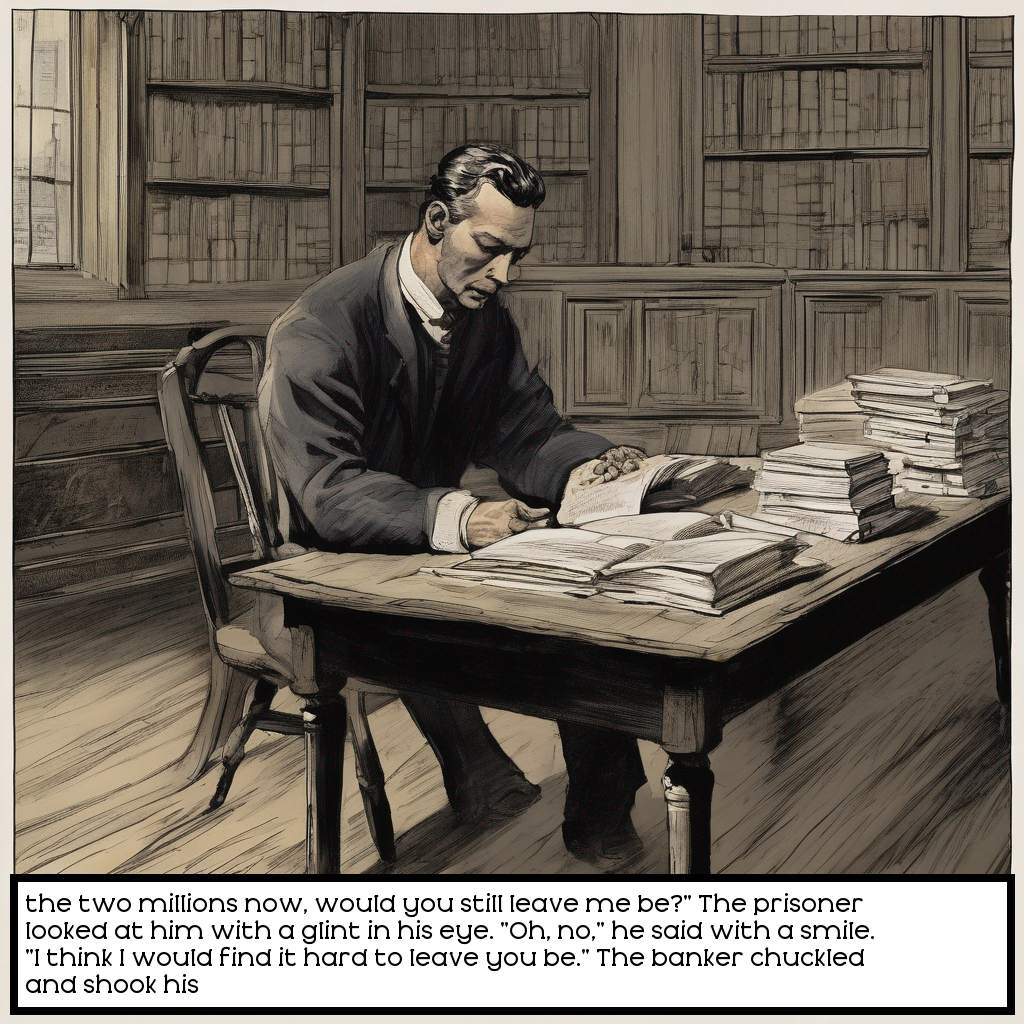 the two millions now, would you still leave me be?" The prisoner
looked at him with a glint in his eye. "Oh, no," he said with a smile.
"I think I would find it hard to leave you be." The banker chuckled
and shook his